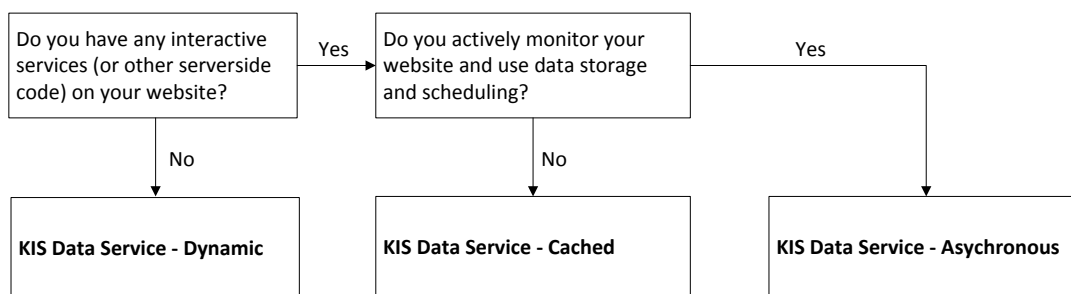 Do you have any interactive
services (or other serverside
code) on your website?
Yes
Do you actively monitor your
website and use data storage
and scheduling?
Yes
No
No
KIS Data Service - Dynamic
KIS Data Service - Cached
KIS Data Service - Asychronous